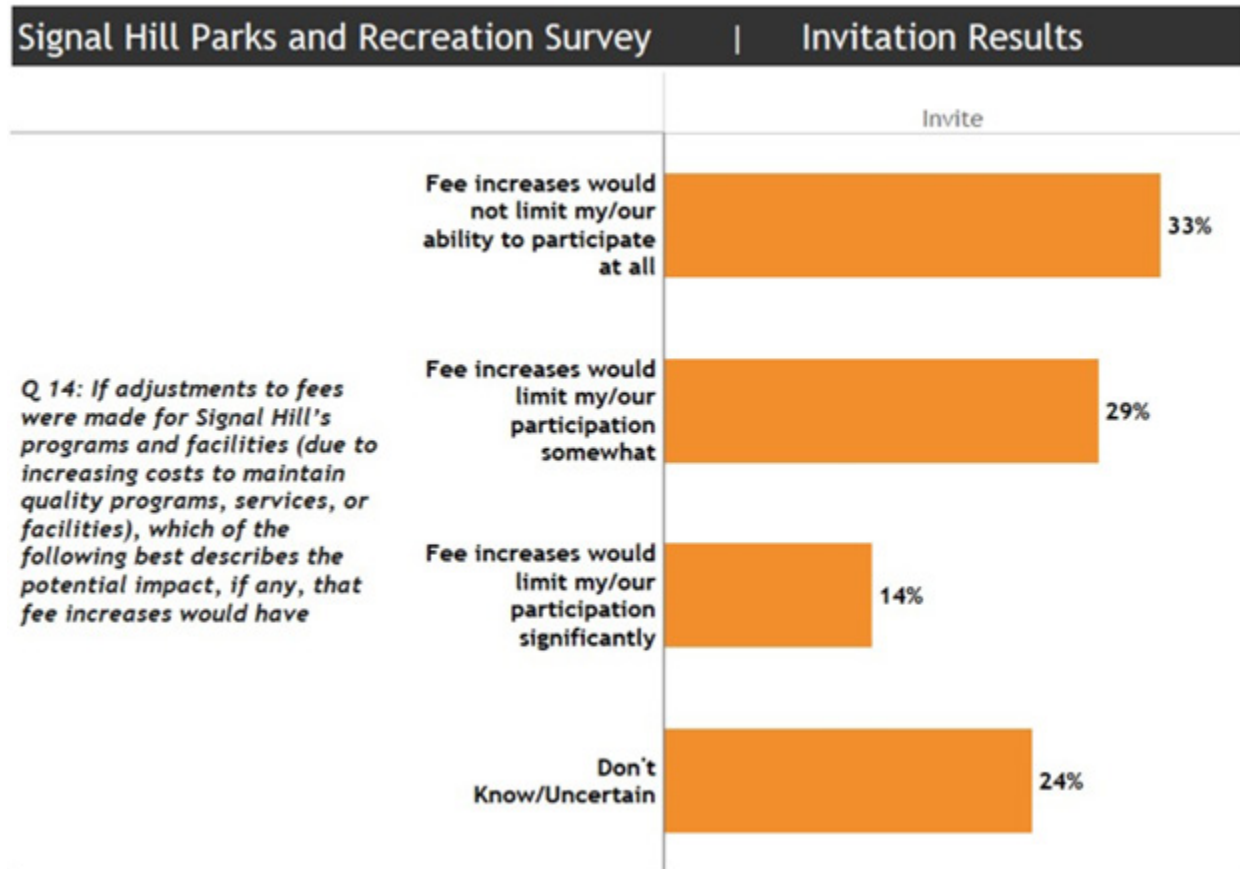 Signal Hill Parks and Recreation Survey | Invitation Results
Invite
Q 14: If adjustments to fees
were made for Signal Hill's
programs and facilities (due to
increasing costs to maintain
quality programs, services, or
facilities), which of the
following best describes the
potential impact, if any, that
fee increases would have
Fee increases would
not limit my/our
ability to participate
at all
33%
Fee increases would
limit my/our
participation
somewhat
29%
Fee increases would
limit my/our
participation
significantly
14%
Don't
Know/Uncertain
24%